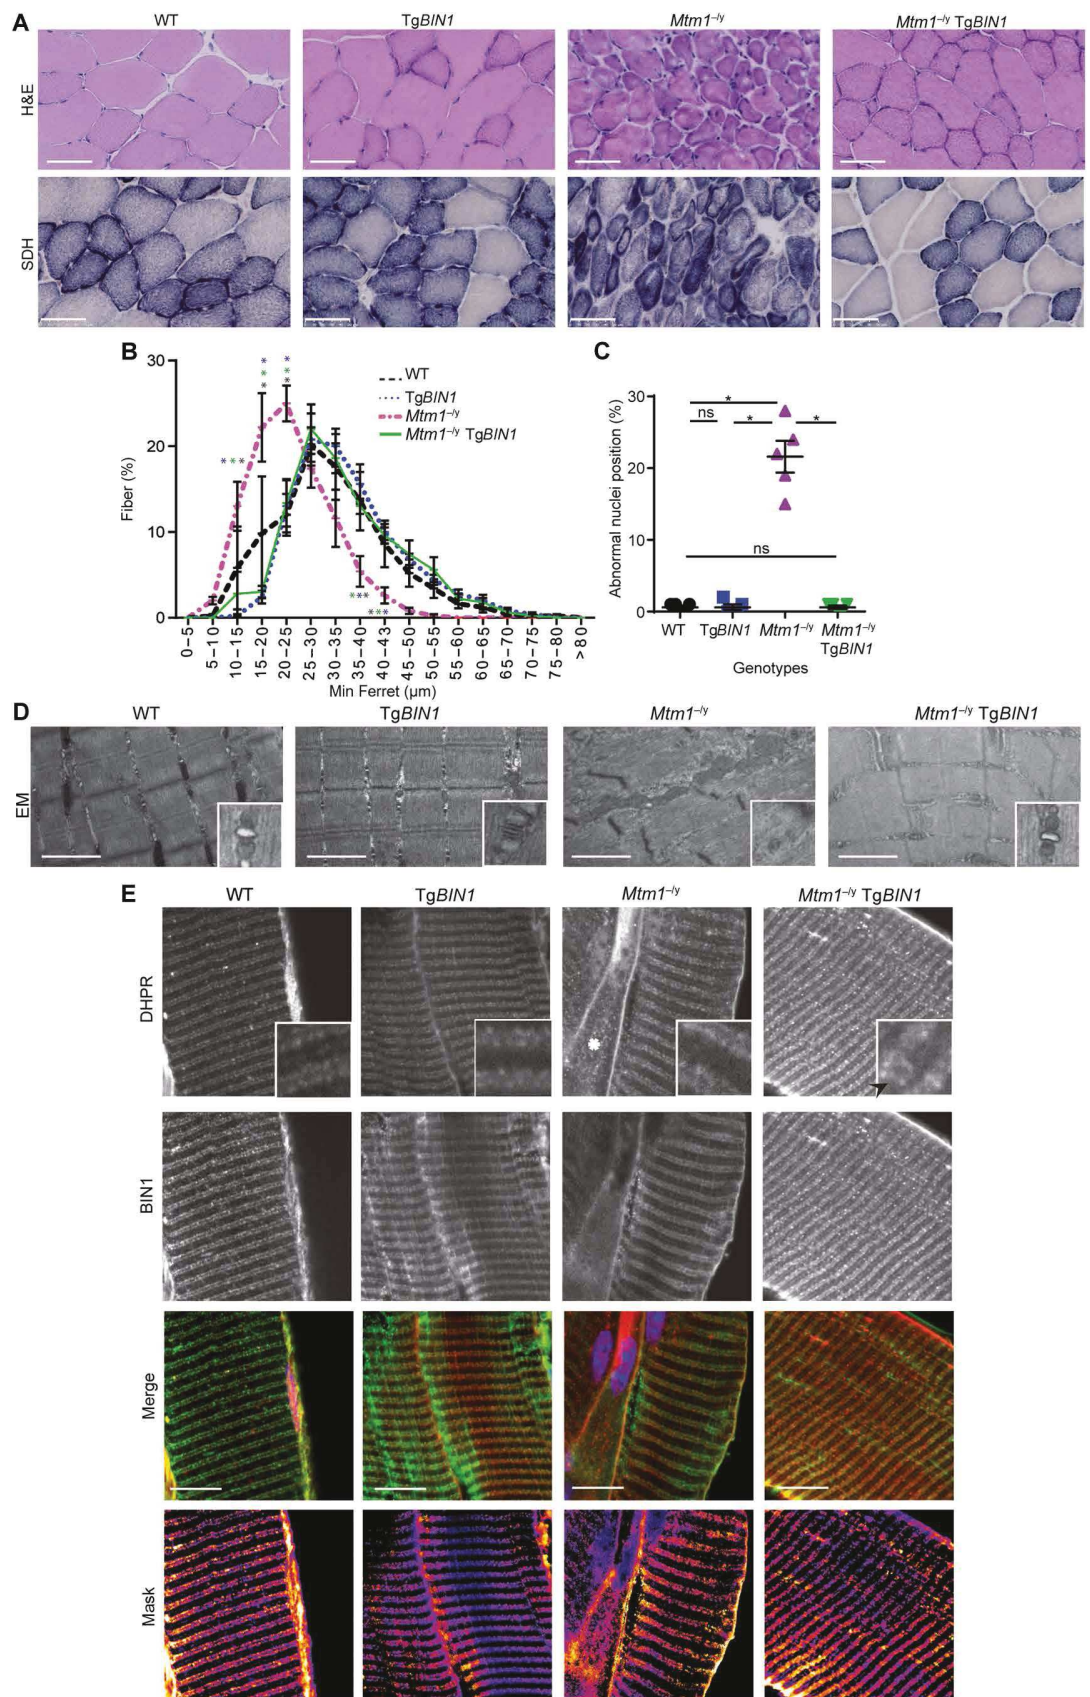 A
WT TgBIN1 Mtm1–/y Mtm1–/y TgBIN1
H&E
SDH
B
30
20
10
0
Fiber (%)
* * *
* * *
* * *
* * *
* * *
WT
TgBIN1
Mtm1–/y
Mtm1–/y TgBIN1
0–5 5–10 10–15 15–20 20–25 25–30 30–35 35–40 40–43 45–50 50–55 55–60 60–65 65–70 70–75 75–80 >80
Min Ferret (µm)
C
30
20
10
0
Abnormal nuclei position (%)
*
ns * *
ns
WT TgBIN1 Mtm1–/y Mtm1–/y
TgBIN1
Genotypes
D
WT TgBIN1 Mtm1–/y Mtm1–/y TgBIN1
EM
E
WT TgBIN1 Mtm1–/y Mtm1–/y TgBIN1
DHPR
*
BIN1
Merge
Mask